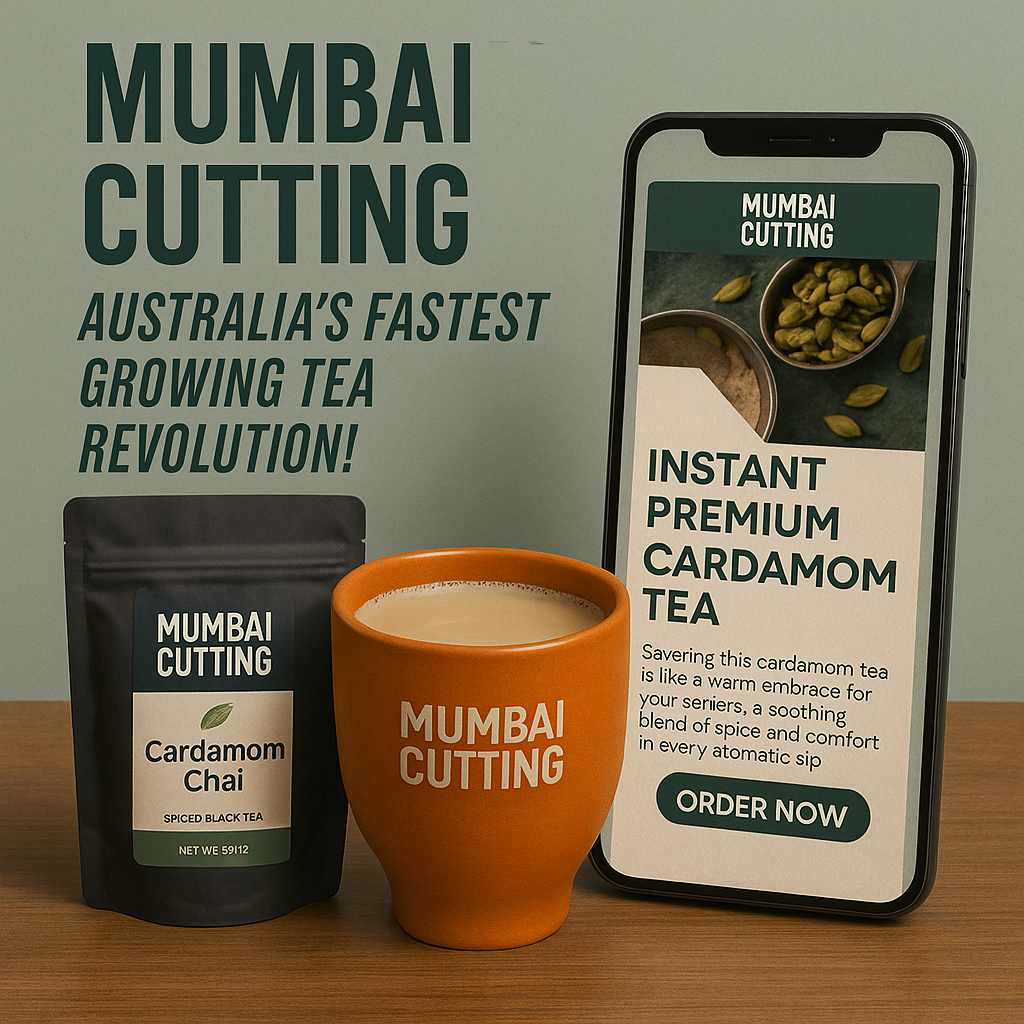 MUMBAI
CUTTING
AUSTRALIA'S FASTEST
GROWING TEA
REVOLUTION!
MUMBAI
CUTTING
Cardamom
Chai
SPICED BLACK TEA
NET WE 59112
MUMBAI
CUTTING
MUMBAI
CUTTING
INSTANT
PREMIUM
CARDAMOM
TEA
Savering this cardamom tea
is like a warm embrace for
your seriers, a soothing
blend of spice and comfort
in every atomatic sip
ORDER NOW